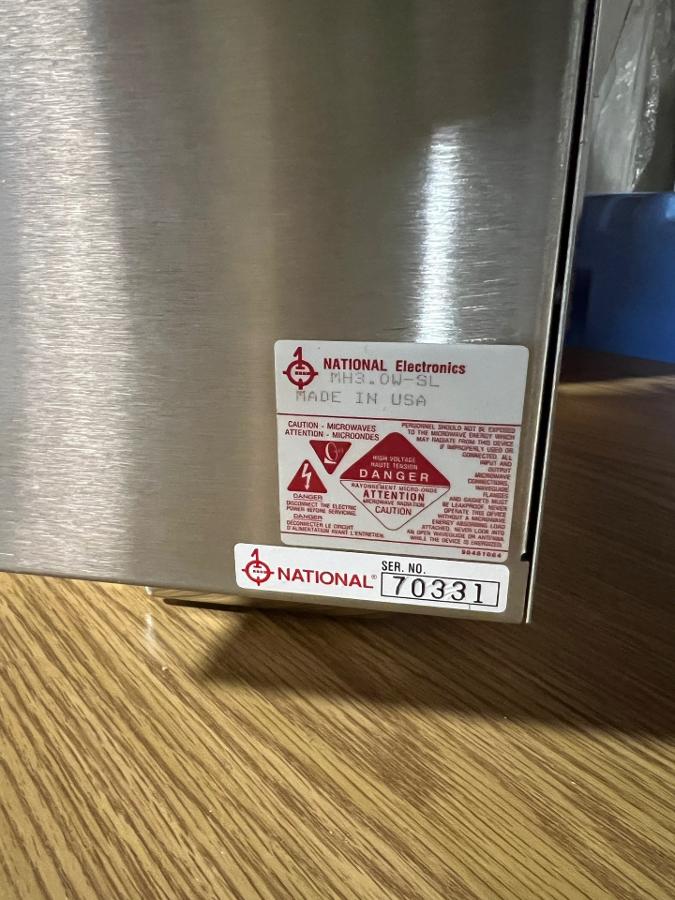 NATIONAL Electronics
MH3.0W-SL
MADE IN USA
CAUTION - MICROWAVES
ATTENTION - MICROONDES
HIGH VOLTAGE
HAUTE TENSION
DANGER
RAYONNEMENT MICRO-ONDE
ATTENTION
MICROWAVE RADIATION
CAUTION
DANGER
DISCONNECT THE ELECTRIC
POWER BEFORE SERVICING.
DANGER
DÉCONNECTER LE CIRCUIT
D'ALIMENTATION AVANT L'ENTRETIEN.
PERSONNEL SHOULD NOT BE EXPOSED
TO THE MICROWAVE ENERGY WHICH
MAY RADIATE FROM THIS DEVICE
IF IMPROPERLY USED OR
CONNECTED. ALL
INPUT AND
OUTPUT
MICROWAVE
CONNECTIONS,
WAVEGUIDE
FLANGES
AND GASKETS MUST
BE LEAKPROOF. NEVER
OPERATE THIS DEVICE
WITHOUT A MICROWAVE
ENERGY ABSORBING LOAD
ATTACHED. NEVER LOOK INTO
AN OPEN WAVEGUIDE OR ANTENNA
WHILE THE DEVICE IS ENERGIZED.
NATIONAL®
SER. NO.
70331